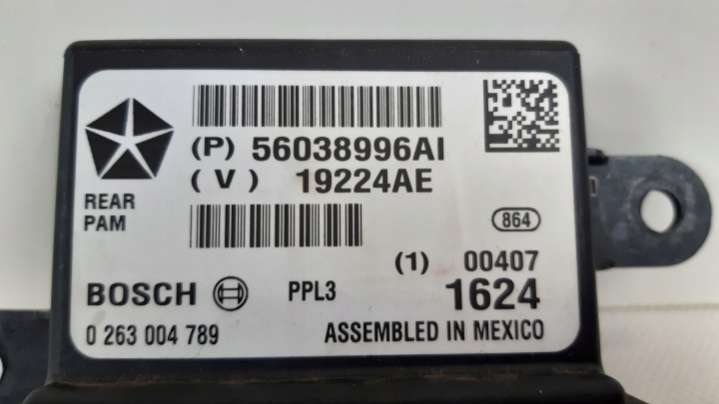 (P) 56038996AI
(V) 19224AE
REAR
PAM
864
(1) 00407
BOSCH PPL3 1624
0 263 004 789 ASSEMBLED IN MEXICO